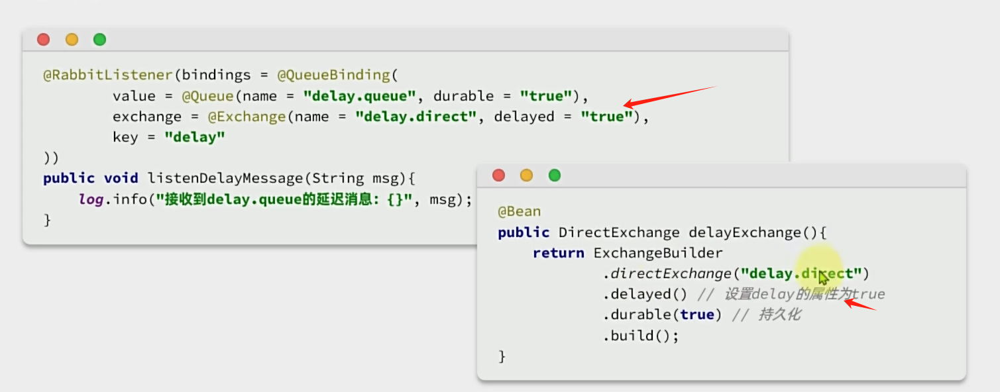 @RabbitListener(bindings = @QueueBinding(
value = @Queue(name = "delay.queue", durable = "true"),
exchange = @Exchange(name = "delay.direct", delayed = "true"),
key = "delay"
))
public void listenDelayMessage(String msg){
log.info("接收到delay.queue的延迟消息: {}", msg);
}
@Bean
public DirectExchange delayExchange(){
return ExchangeBuilder
.directExchange("delay.direct")
.delayed() // 设置delay的属性为true
.durable(true) // 持久化
.build();
}